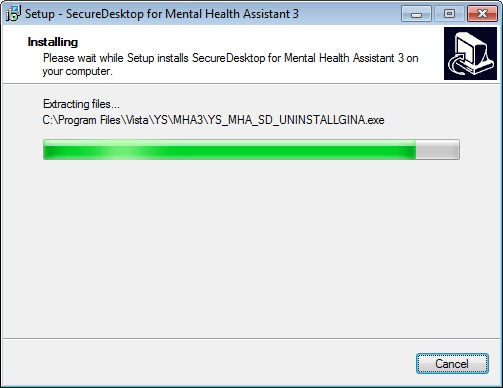 Setup - SecureDesktop for Mental Health Assistant 3
Installing
Please wait while Setup installs SecureDesktop for Mental Health Assistant 3 on
your computer.
Extracting files...
C:\Program Files\Vista\YS\MHA3\YS_MHA_SD_UNINSTALLGINA.exe
Cancel